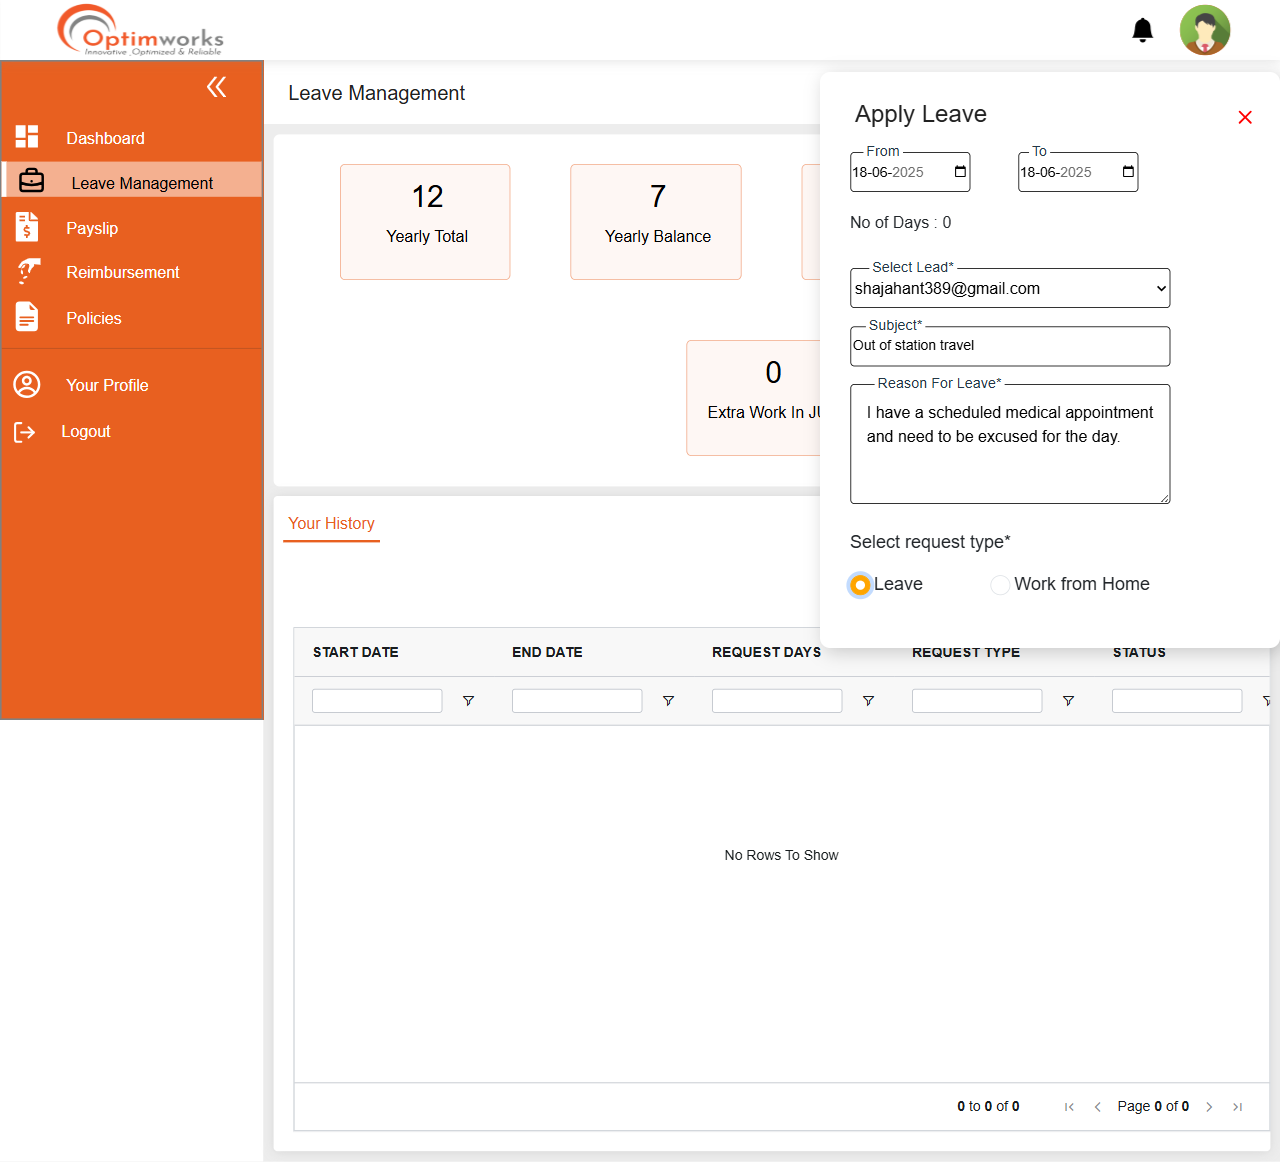 Optimworks
Innovative ,Optimized & Reliable
Dashboard
Leave Management
Payslip
Reimbursement
Policies
Your Profile
Logout
Leave Management
12
Yearly Total
7
Yearly Balance
0
Extra Work In JU
Apply Leave
From
18-06-2025
To
18-06-2025
No of Days : 0
Select Lead*
shajahant389@gmail.com
Subject*
Out of station travel
Reason For Leave*
I have a scheduled medical appointment
and need to be excused for the day.
Select request type*
Leave
Work from Home
Your History
START DATE
END DATE
REQUEST DAYS
REQUEST TYPE
STATUS
No Rows To Show
0 to 0 of 0
Page 0 of 0